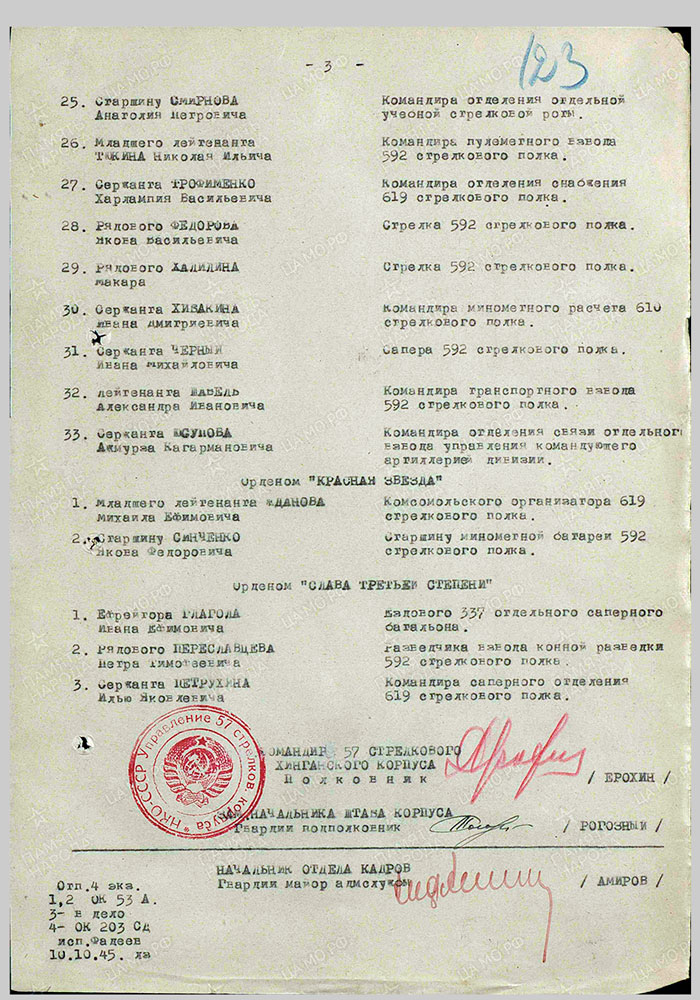 - 3 -
123
25. Старшину СМИРНОВА
Анатолия Петровича
Командира отделения отдельной
учебной стрелковой роты.
26. Младшего лейтенанта
ТЮКИНА Николая Ильича
Командира пулеметного взвода
592 стрелкового полка.
27. Сержанта ТРОФИМЕНКО
Харлампия Васильевича
Командира отделения снабжения
619 стрелкового полка.
28. Рядового ФЕДОРОВА
Якова Васильевича
Стрелка 592 стрелкового полка.
29. Рядового ХАЛИЛИНА
Макара
Стрелка 592 стрелкового полка.
30. Сержанта ХИВАКИНА
Ивана Дмитриевича
Командира минометного расчета 610
стрелкового полка.
31. Сержанта ЧЕРНЫЙ
Ивана Михайловича
Сапера 592 стрелкового полка.
32. Лейтенанта ШАВЕЛЬ
Александра Ивановича
Командира транспортного взвода
592 стрелкового полка.
33. Сержанта ЮСУПОВА
Кагармановича
Командира отделения связи отдельного
взвода управления командующего
артиллерией дивизии.
Орденом "КРАСНАЯ ЗВЕЗДА"
1. Младшего лейтенанта ЖДАНОВА
Михаила Ефимовича
Комсомольского организатора 619
стрелкового полка.
2. Старшину СИНЧЕНКО
Якова Федоровича
Старшину минометной батареи 592
стрелкового полка.
Орденом "СЛАВА ТРЕТЬЕЙ СТЕПЕНИ"
1. Ефрейтора ГЛАГОЛА
Ивана Ефимовича
Рядового 337 отдельного саперного
батальона.
2. Рядового ПЕРЕСЛАВЦЕВА
Петра Тимофеевича
Разведчика взвода конной разведки
592 стрелкового полка.
3. Сержанта ПЕТРУХИНА
Илью Яковлевича
Командира саперного отделения
619 стрелкового полка.
КОМАНДИР 57 СТРЕЛКОВОГО
ХИНГАНСКОГО КОРПУСА
Полковник
/ ЕРОХИН /
НКО-СССР Управление 57 стрелков. корпуса
НАЧАЛЬНИКА ШТАБА КОРПУСА
Гвардии подполковник
/ РОГОЗНЫЙ /
НАЧАЛЬНИК ОТДЕЛА КАДРОВ
Гвардии майор адмслужбы
/ АМИРОВ /
Отп.4 экз.
1,2 ОК 53 А.
3- в дело
4- ОК 203 СД
исп.Фадеев
10.10.45. ла